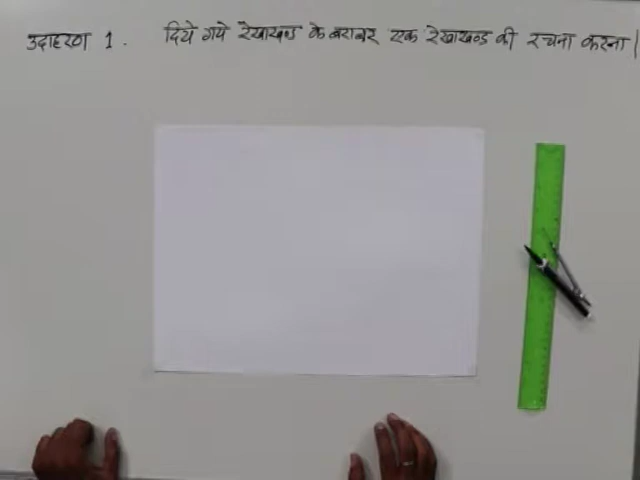 उदाहरण 1. दिये गये रेखाखण्ड के बराबर एक रेखाखण्ड की रचना करना |